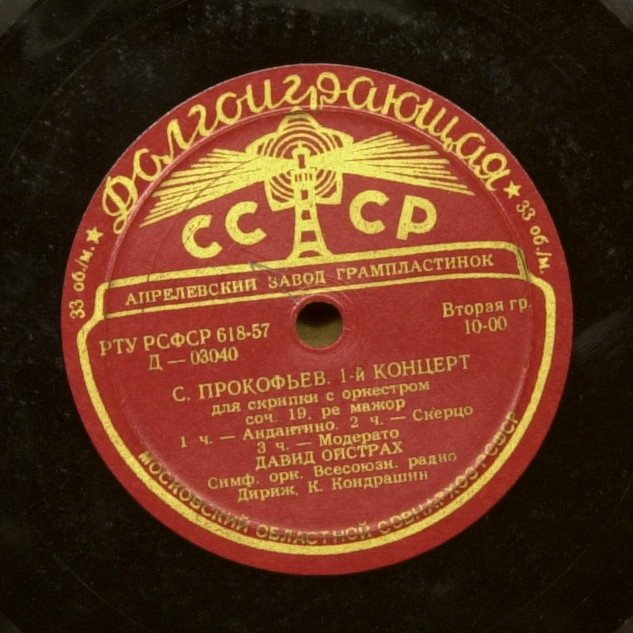 Долгоиграющая
★ 33 об./м.
★ 33 об./м.
СССР
АПРЕЛЕВСКИЙ ЗАВОД ГРАМПЛАСТИНОК
РТУ РСФСР 618-57
Д — 03040
Вторая гр.
10-00
С. ПРОКОФЬЕВ. 1-й КОНЦЕРТ
для скрипки с оркестром
соч. 19, ре мажор
1 ч. — Андантино. 2 ч. — Скерцо
3 ч. — Модерато
ДАВИД ОЙСТРАХ
Симф. орк. Всесоюзн. радио
Дириж. К. Кондрашин
МОСКОВСКИЙ ОБЛАСТНОЙ СОВНАРХОЗ РСФСР